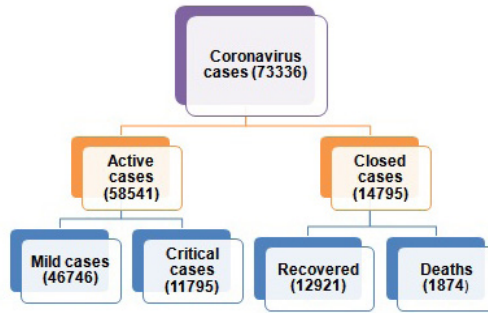 Coronavirus
cases (73336)
Active
cases
(58541)
Closed
cases
(14795)
Mild cases
(46746)
Critical
cases
(11795)
Recovered
(12921)
Deaths
(1874)